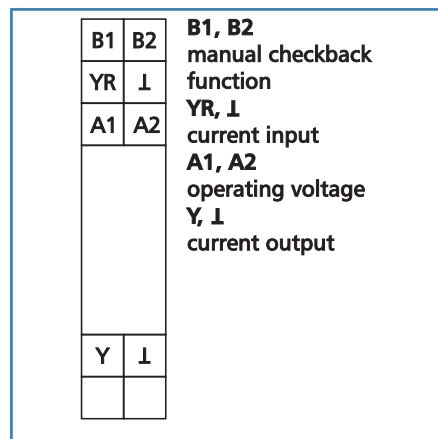 B1 B2
YR ⊥
A1 A2
Y ⊥
B1, B2
manual checkback
function
YR, ⊥
current input
A1, A2
operating voltage
Y, ⊥
current output